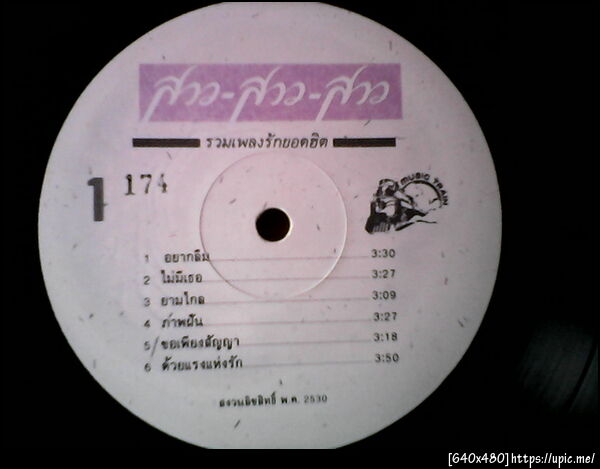 สาว-สาว-สาว
รวมเพลงรักยอดฮิต
1 174
MUSIC TRAIN
1 อยากลืม 3:30
2 ไม่มีเธอ 3:27
3 ยามไกล 3:09
4 ภาพฝัน 3:27
5 ขอเพียงสัญญา 3:18
6 ด้วยแรงแห่งรัก 3:50
สงวนลิขสิทธิ์ พ.ศ. 2530
[640x480]https://upic.me/